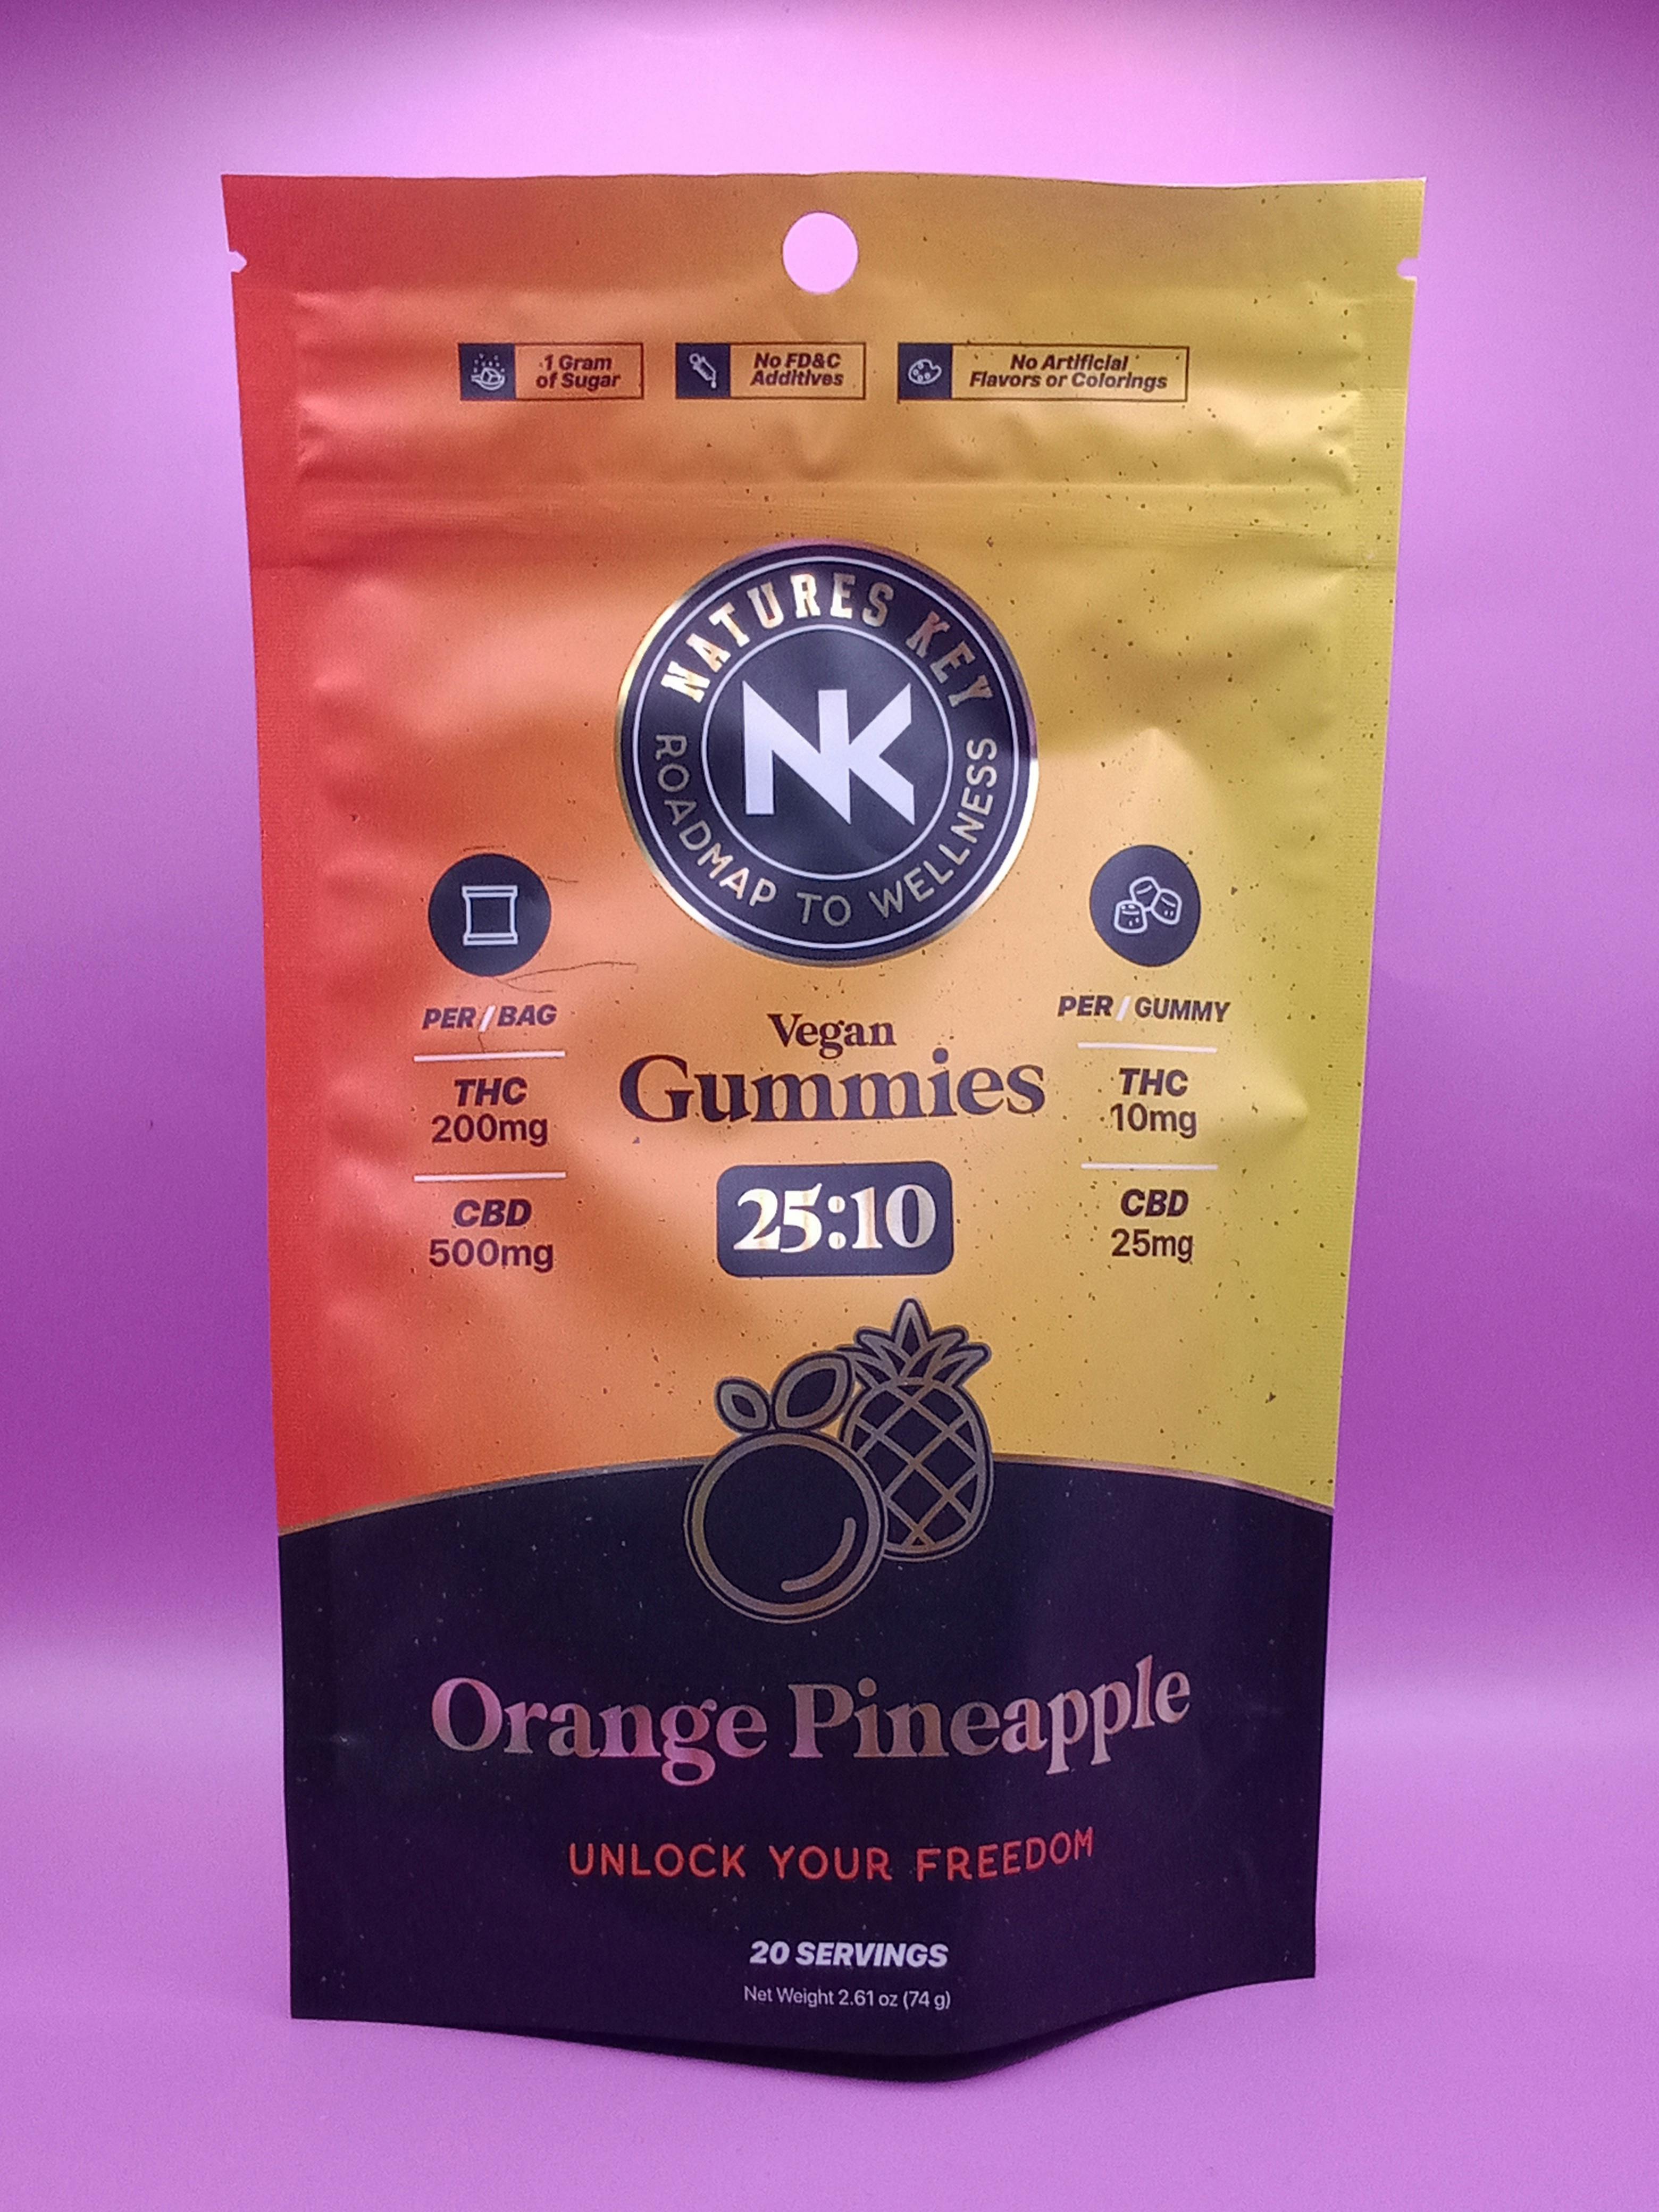 1 Gram
of Sugar
No FD&C
Additives
No Artificial
Flavors or Colorings
NATURES KEY
NK
ROADMAP TO WELLNESS
PER/BAG
THC
200mg
CBD
500mg
Vegan
Gummies
25:10
PER/GUMMY
THC
10mg
CBD
25mg
Orange Pineapple
UNLOCK YOUR FREEDOM
20 SERVINGS
Net Weight 2.61 oz (74 g)